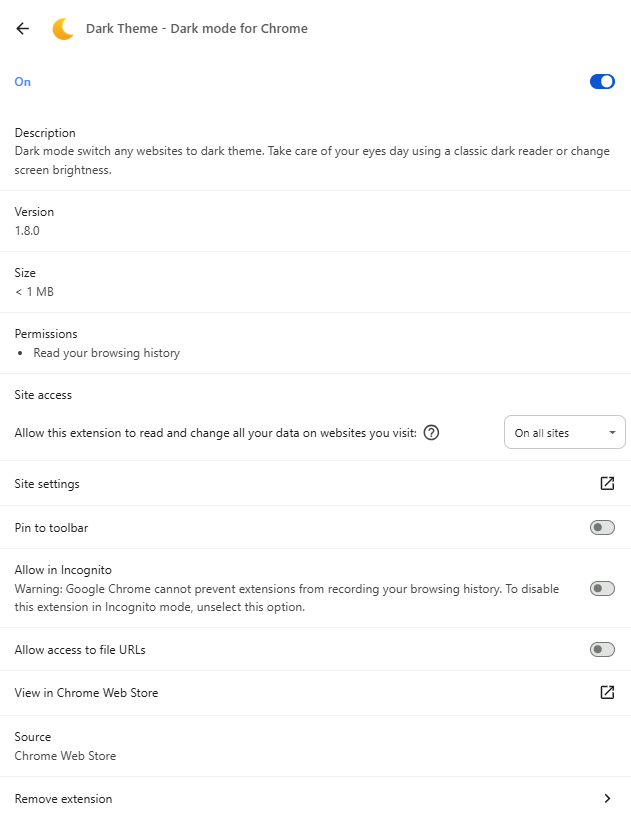 Dark Theme - Dark mode for Chrome
On
Description
Dark mode switch any websites to dark theme. Take care of your eyes day using a classic dark reader or change
screen brightness.
Version
1.8.0
Size
< 1 MB
Permissions
• Read your browsing history
Site access
Allow this extension to read and change all your data on websites you visit: ?
On all sites
Site settings
Pin to toolbar
Allow in Incognito
Warning: Google Chrome cannot prevent extensions from recording your browsing history. To disable
this extension in Incognito mode, unselect this option.
Allow access to file URLs
View in Chrome Web Store
Source
Chrome Web Store
Remove extension